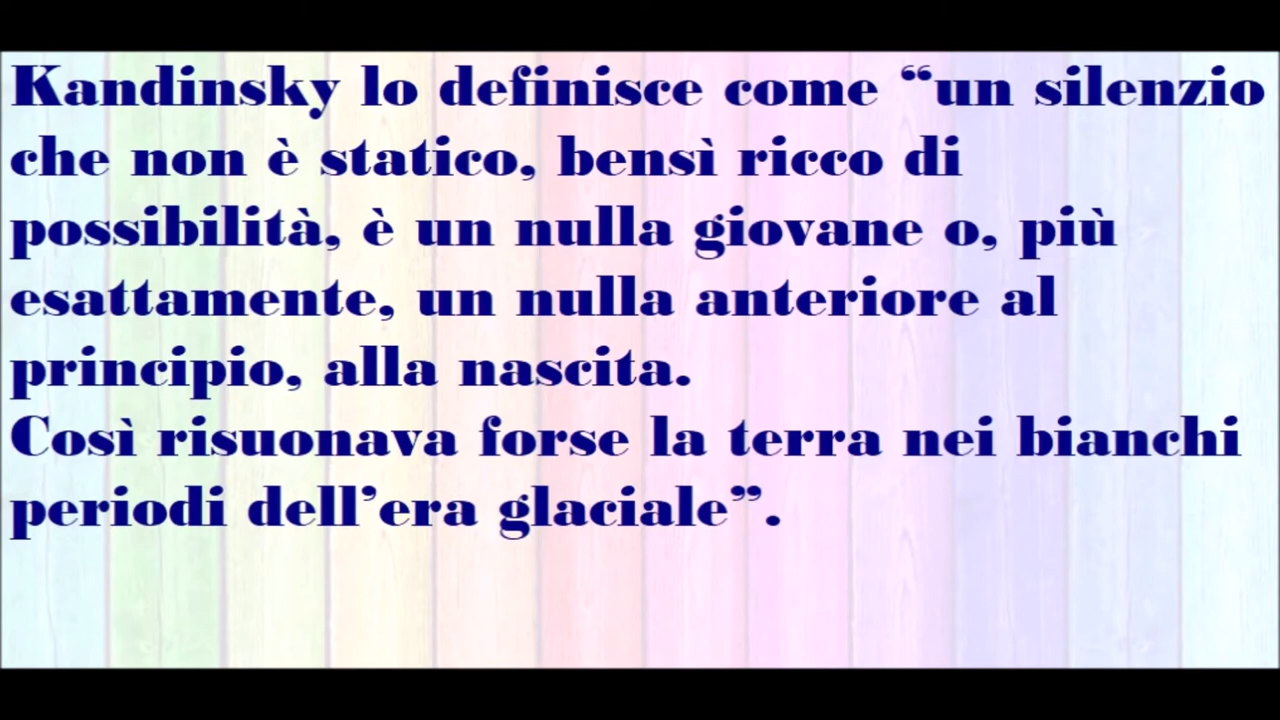 Kandinsky lo definisce come “un silenzio
che non è statico, bensì ricco di
possibilità, è un nulla giovane o, più
esattamente, un nulla anteriore al
principio, alla nascita.
Così risuonava forse la terra nei bianchi
periodi dell’era glaciale”.